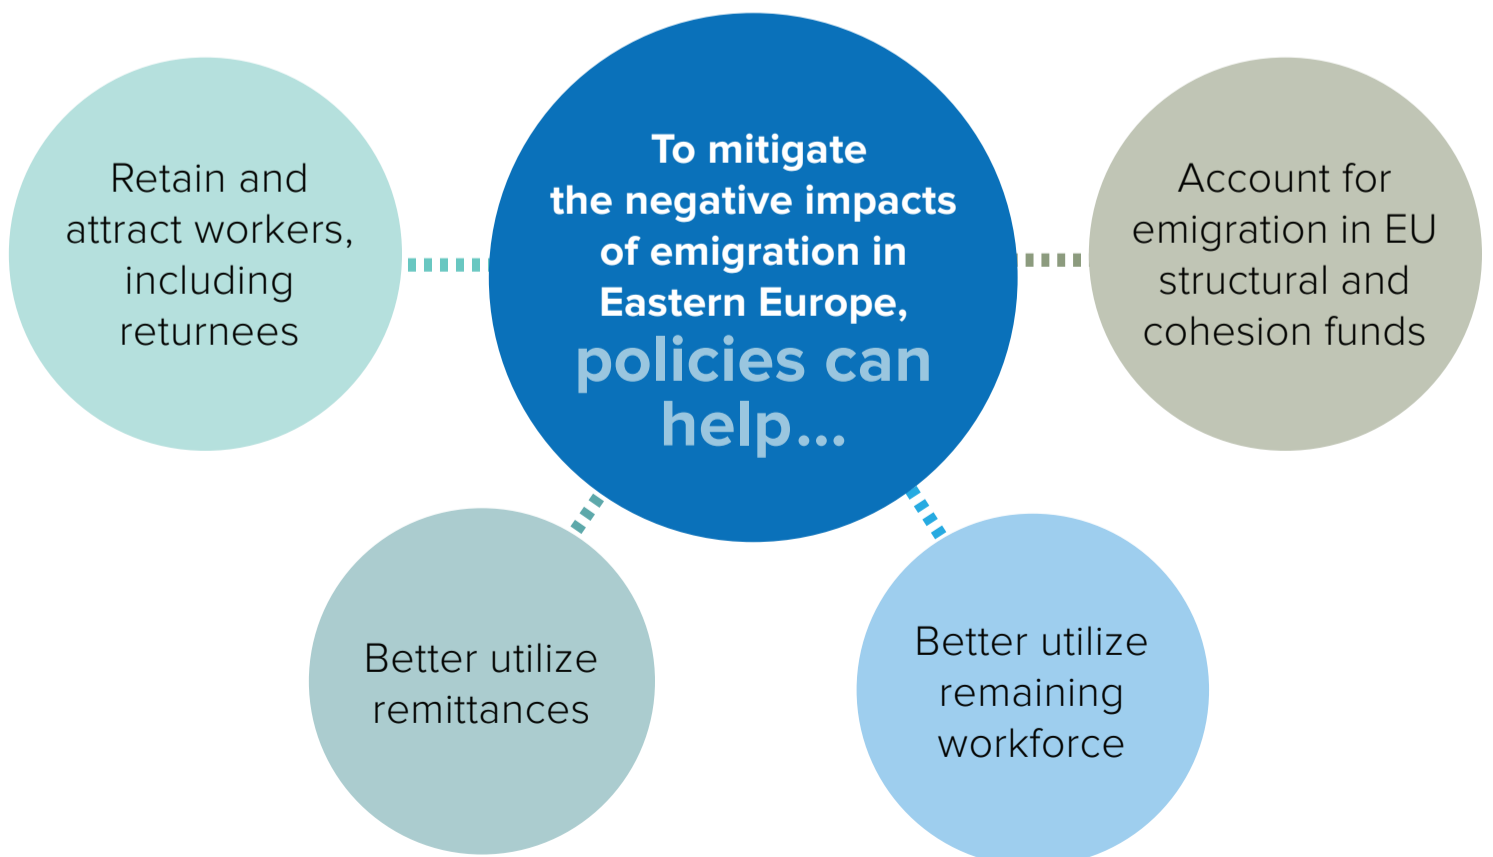 Retain and
attract workers,
including
returnees
To mitigate
the negative impacts
of emigration in
Eastern Europe,
policies can
help...
Account for
emigration in EU
structural and
cohesion funds
Better utilize
remittances
Better utilize
remaining
workforce